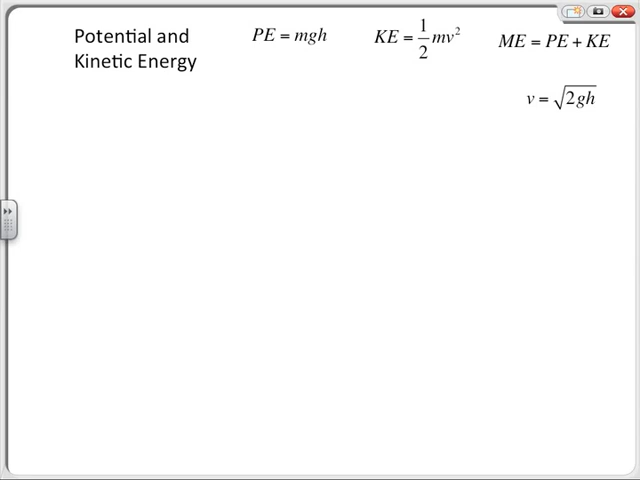 Potential and
Kinetic Energy
PE = mgh
KE = 1/2 mv²
ME = PE + KE
v = √2gh